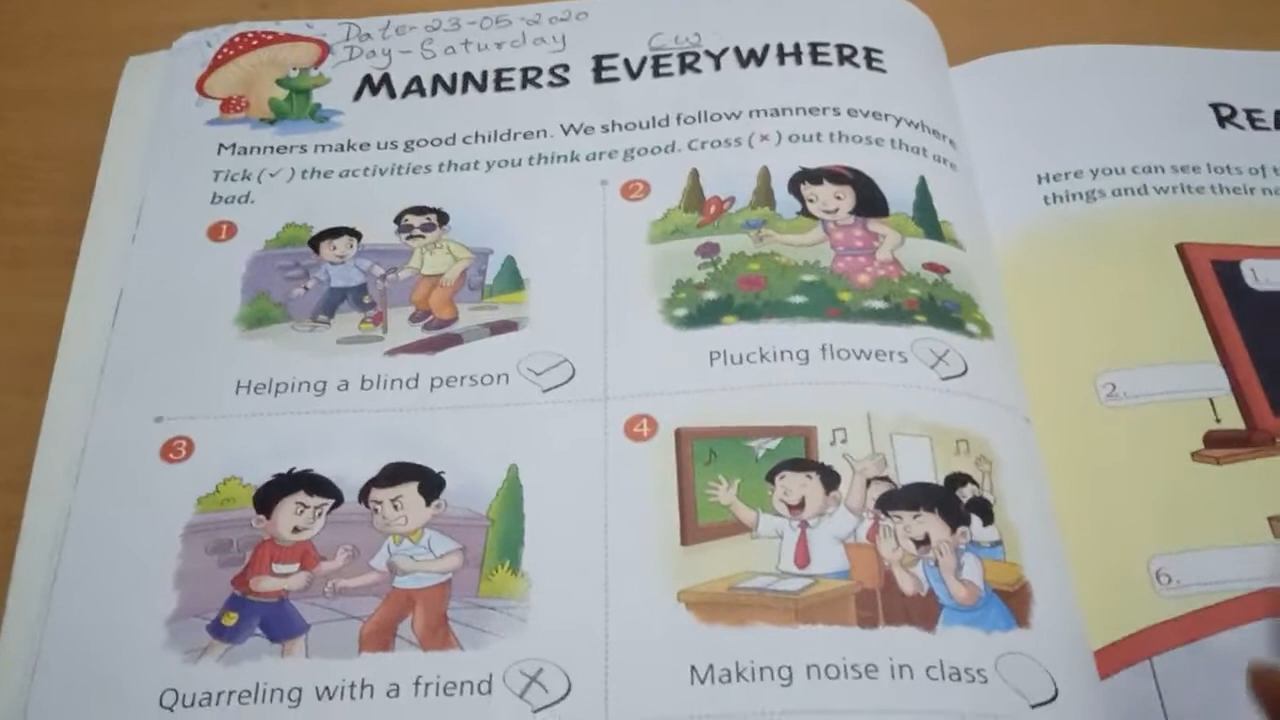 Date-23-05-2020
Day-Saturday
CW
MANNERS EVERYWHERE
Manners make us good children. We should follow manners everywhere.
Tick (✓) the activities that you think are good. Cross (×) out those that are
bad.
1
2
Helping a blind person ✓
Plucking flowers ×
3
4
Quarreling with a friend ×
Making noise in class
Here you can see lots of
things and write their
1.
2.
6.